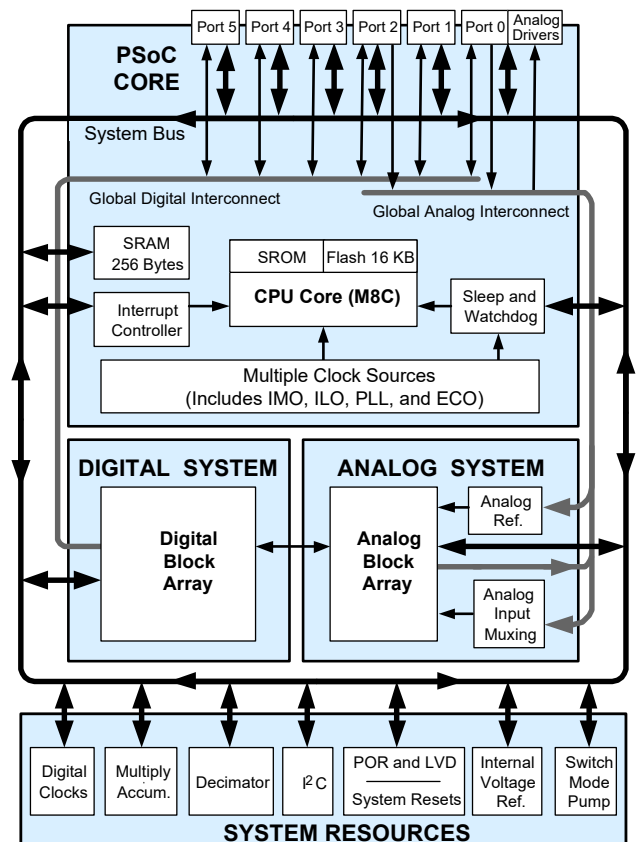 Port 5 Port 4 Port 3 Port 2 Port 1 Port 0 Analog
Drivers
PSoC
CORE
System Bus
Global Digital Interconnect
Global Analog Interconnect
SRAM
256 Bytes
SROM Flash 16 KB
CPU Core (M8C)
Interrupt
Controller
Sleep and
Watchdog
Multiple Clock Sources
(Includes IMO, ILO, PLL, and ECO)
DIGITAL SYSTEM
Digital
Block
Array
ANALOG SYSTEM
Analog
Block
Array
Analog
Ref.
Analog
Input
Muxing
Digital
Clocks
Multiply
Accum.
Decimator
I²C
POR and LVD
System Resets
Internal
Voltage
Ref.
Switch
Mode
Pump
SYSTEM RESOURCES